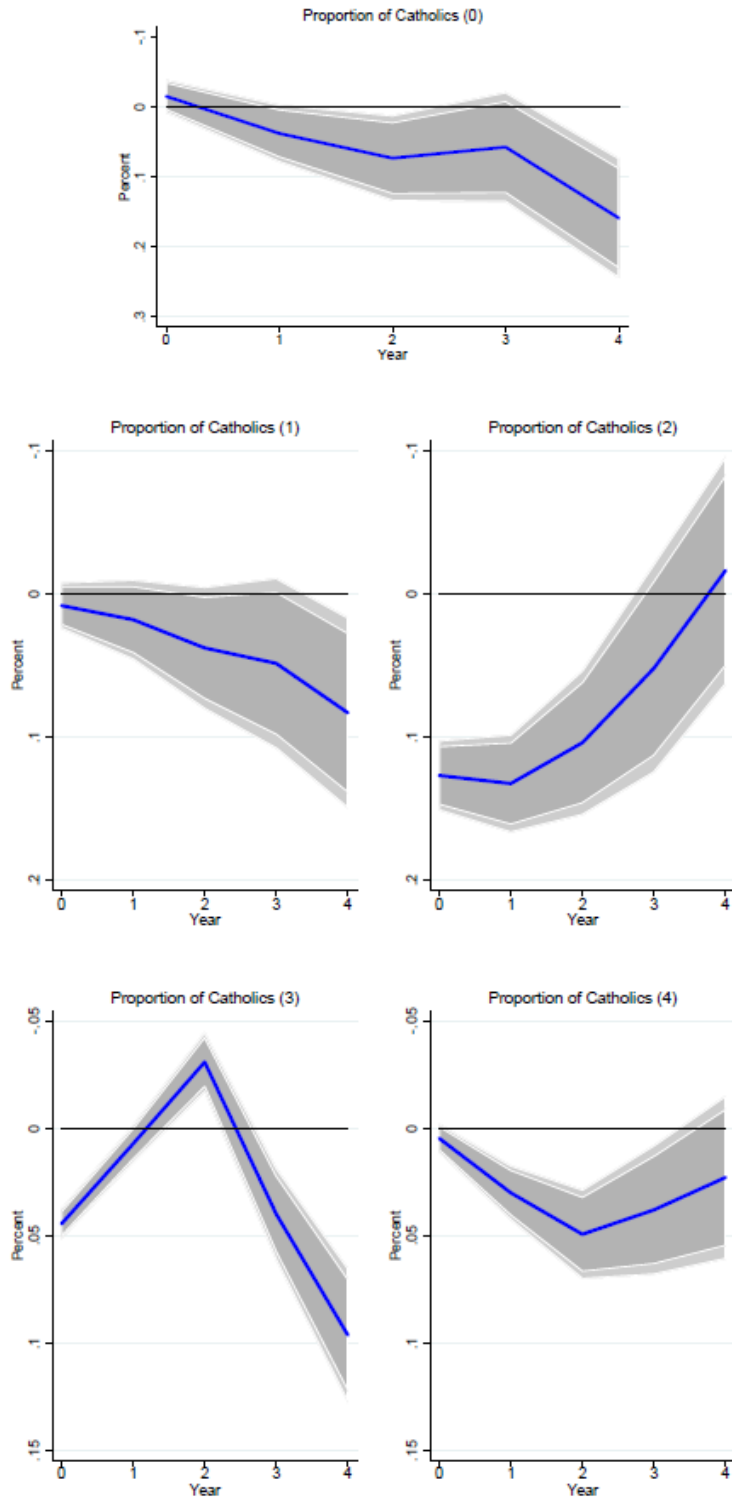 Proportion of Catholics (0)
-.1
0
.1
.2
.3
Percent
0 1 2 3 4
Year
Proportion of Catholics (1)
-.1
0
.1
.2
Percent
0 1 2 3 4
Year
Proportion of Catholics (2)
-.1
0
.1
.2
Percent
0 1 2 3 4
Year
Proportion of Catholics (3)
-.05
0
.05
.1
.15
Percent
0 1 2 3 4
Year
Proportion of Catholics (4)
-.05
0
.05
.1
.15
Percent
0 1 2 3 4
Year